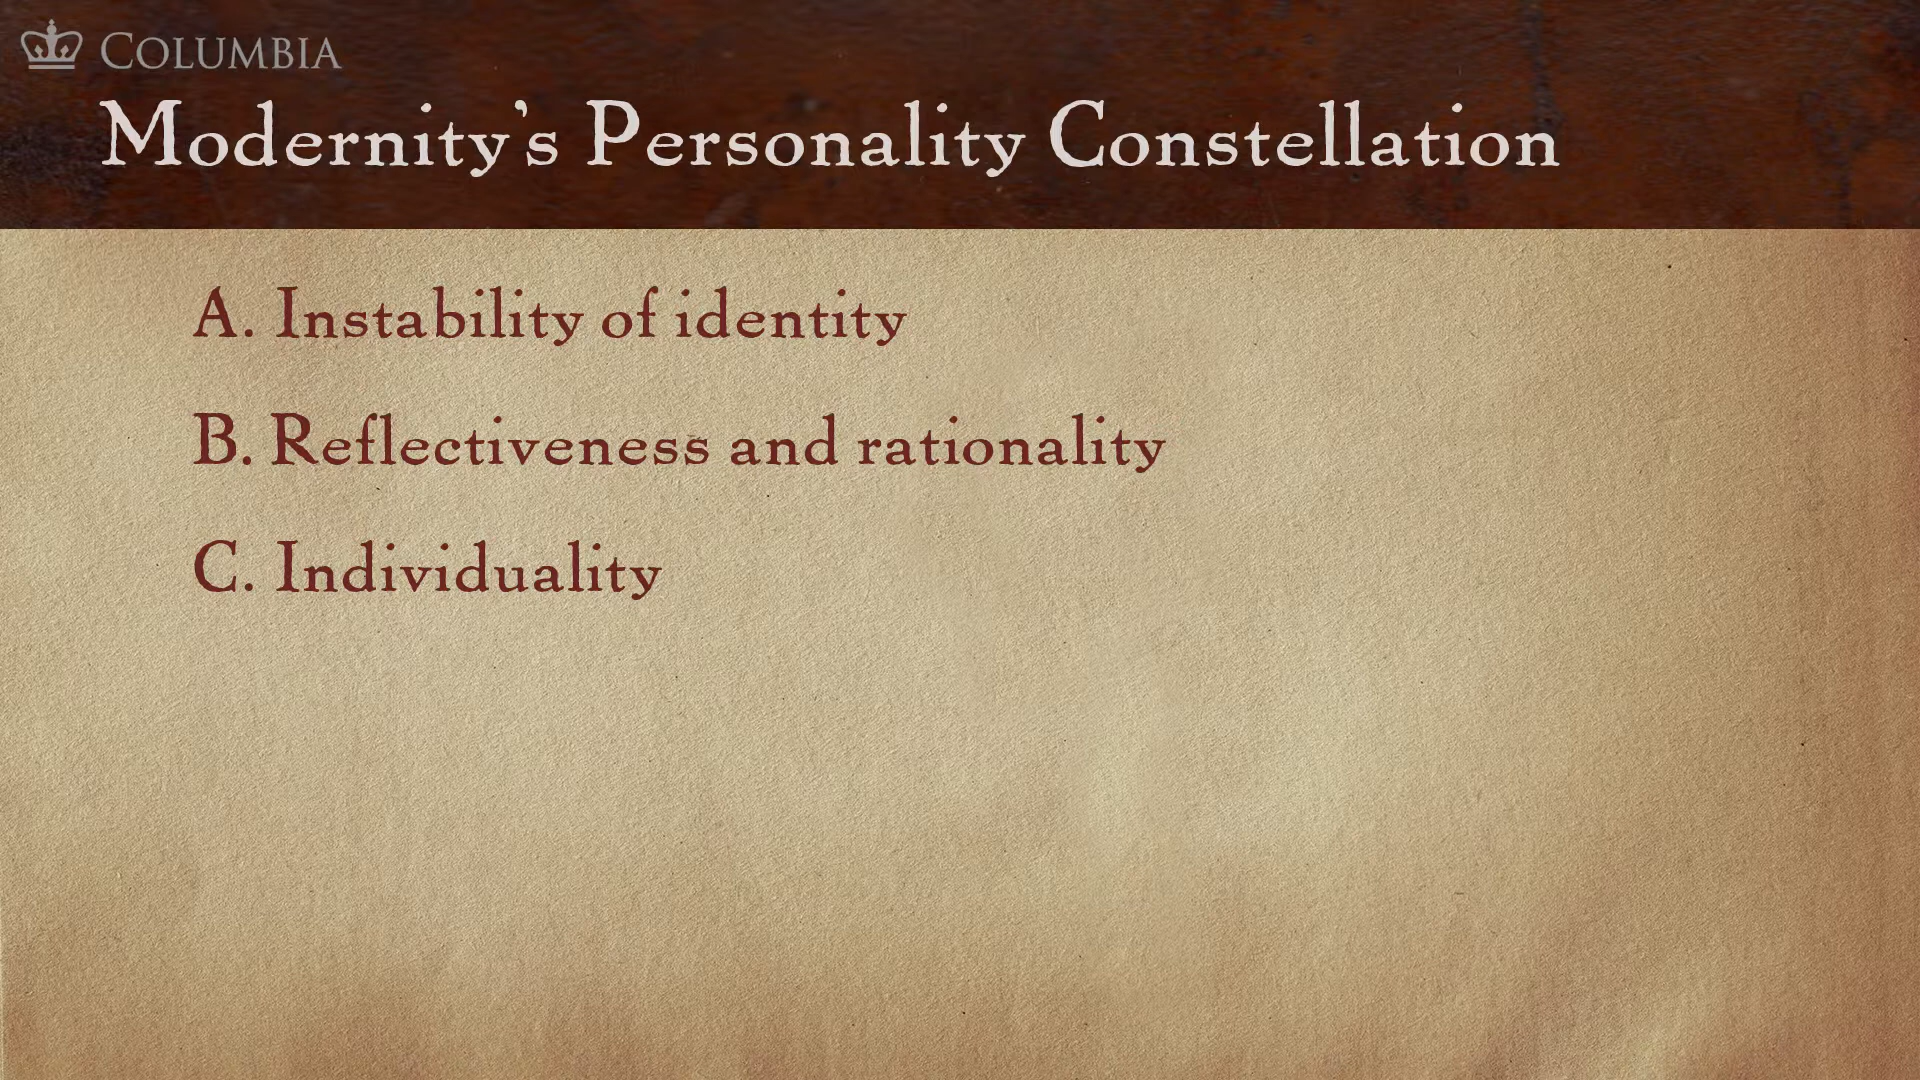 COLUMBIA
Modernity's Personality Constellation
A. Instability of identity
B. Reflectiveness and rationality
C. Individuality